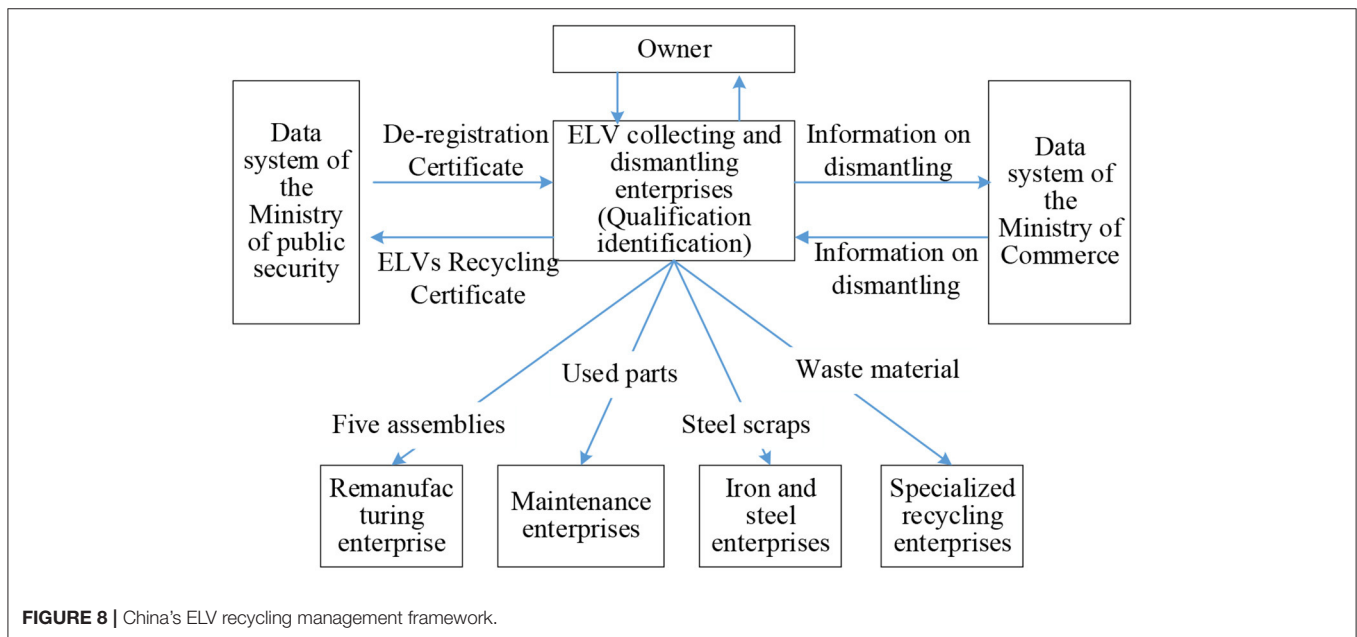 Owner
Data
system of
the
Ministry
of public
security
De-registration
Certificate
ELVs Recycling
Certificate
ELV collecting and
dismantling
enterprises
(Qualification
identification)
Information on
dismantling
Information on
dismantling
Data
system of
the
Ministry of
Commerce
Five assemblies
Used parts
Steel scraps
Waste material
Remanufac
turing
enterprise
Maintenance
enterprises
Iron and
steel
enterprises
Specialized
recycling
enterprises
FIGURE 8 | China's ELV recycling management framework.